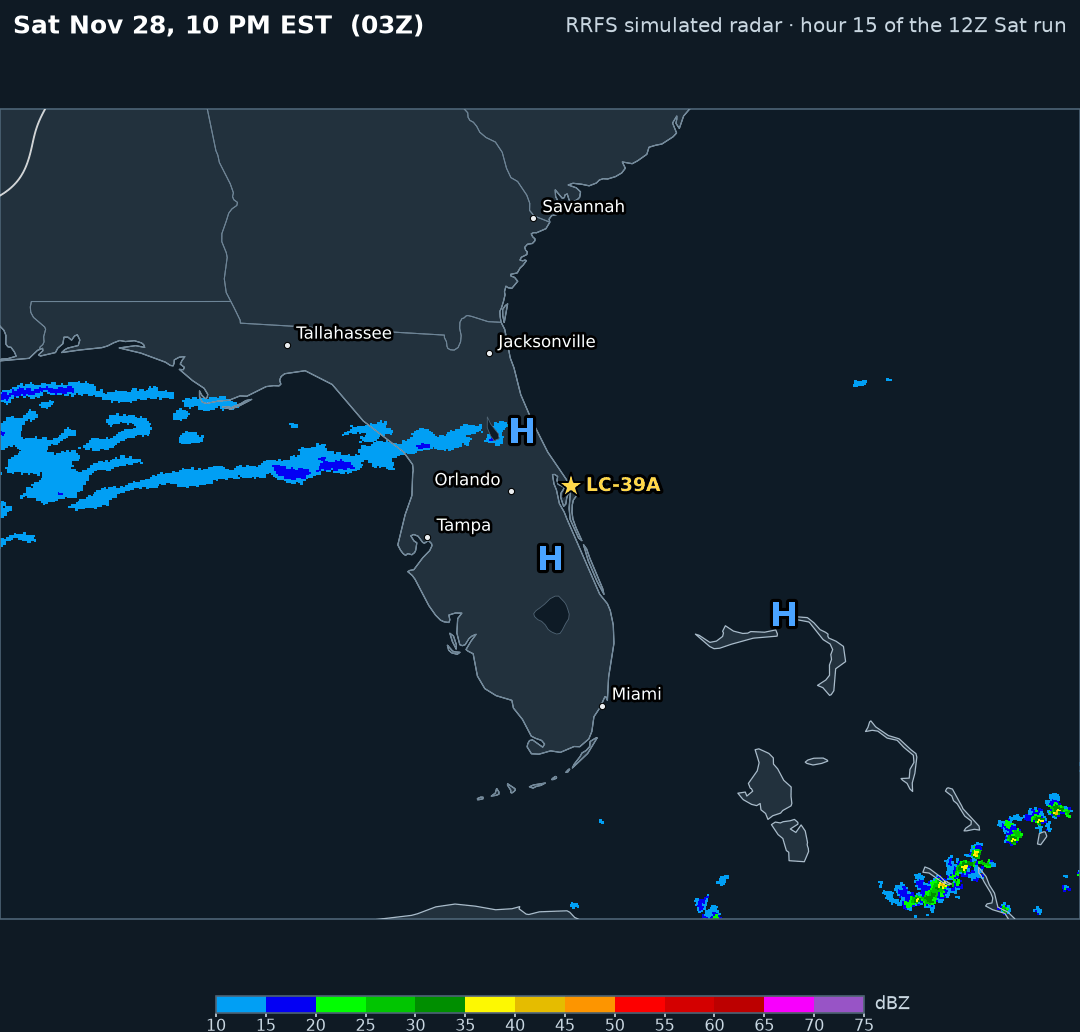 Sat Nov 28, 10 PM EST (03Z)
RRFS simulated radar · hour 15 of the 12Z Sat run
Savannah
Tallahassee
Jacksonville
H
Orlando
LC-39A
Tampa
H
H
Miami
dBZ
10 15 20 25 30 35 40 45 50 55 60 65 70 75